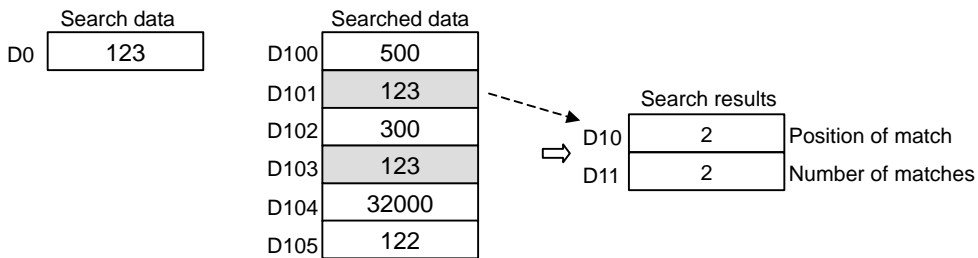 Search data
D0 123
Searched data
D100 500
D101 123
D102 300
D103 123
D104 32000
D105 122
Search results
D10 2 Position of match
D11 2 Number of matches